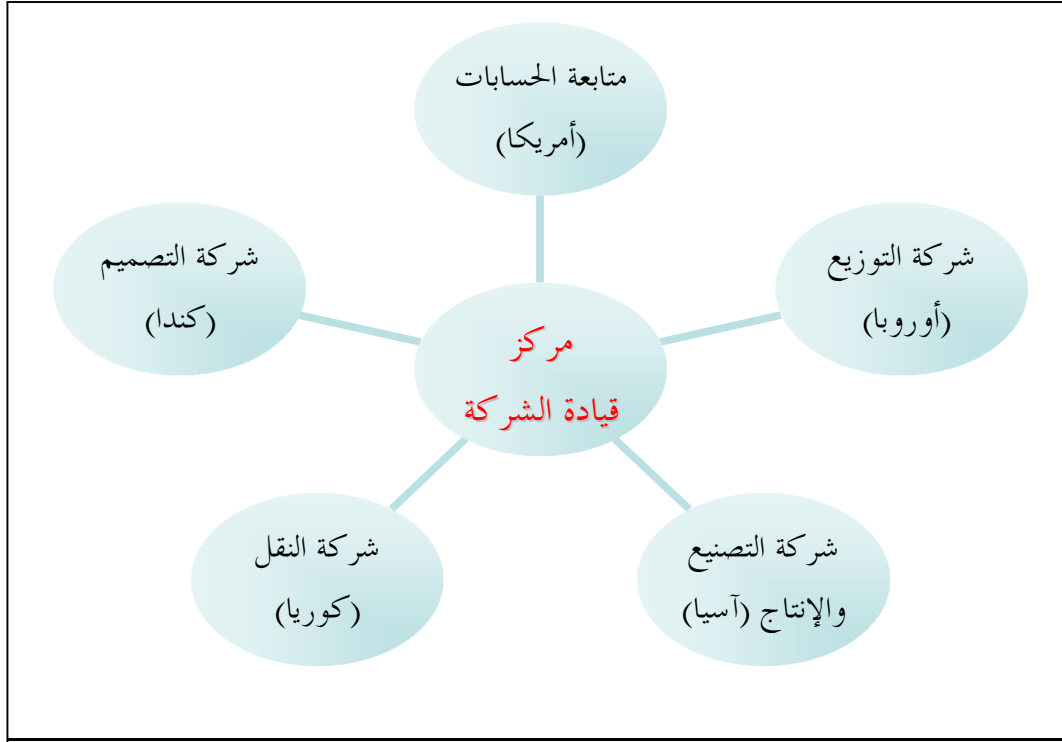 متابعة الحسابات
(أمريكا)
شركة التوزيع
(أوروبا)
شركة التصميم
(كندا)
مركز
قيادة الشركة
شركة التصنيع
والإنتاج (آسيا)
شركة النقل
(كوريا)